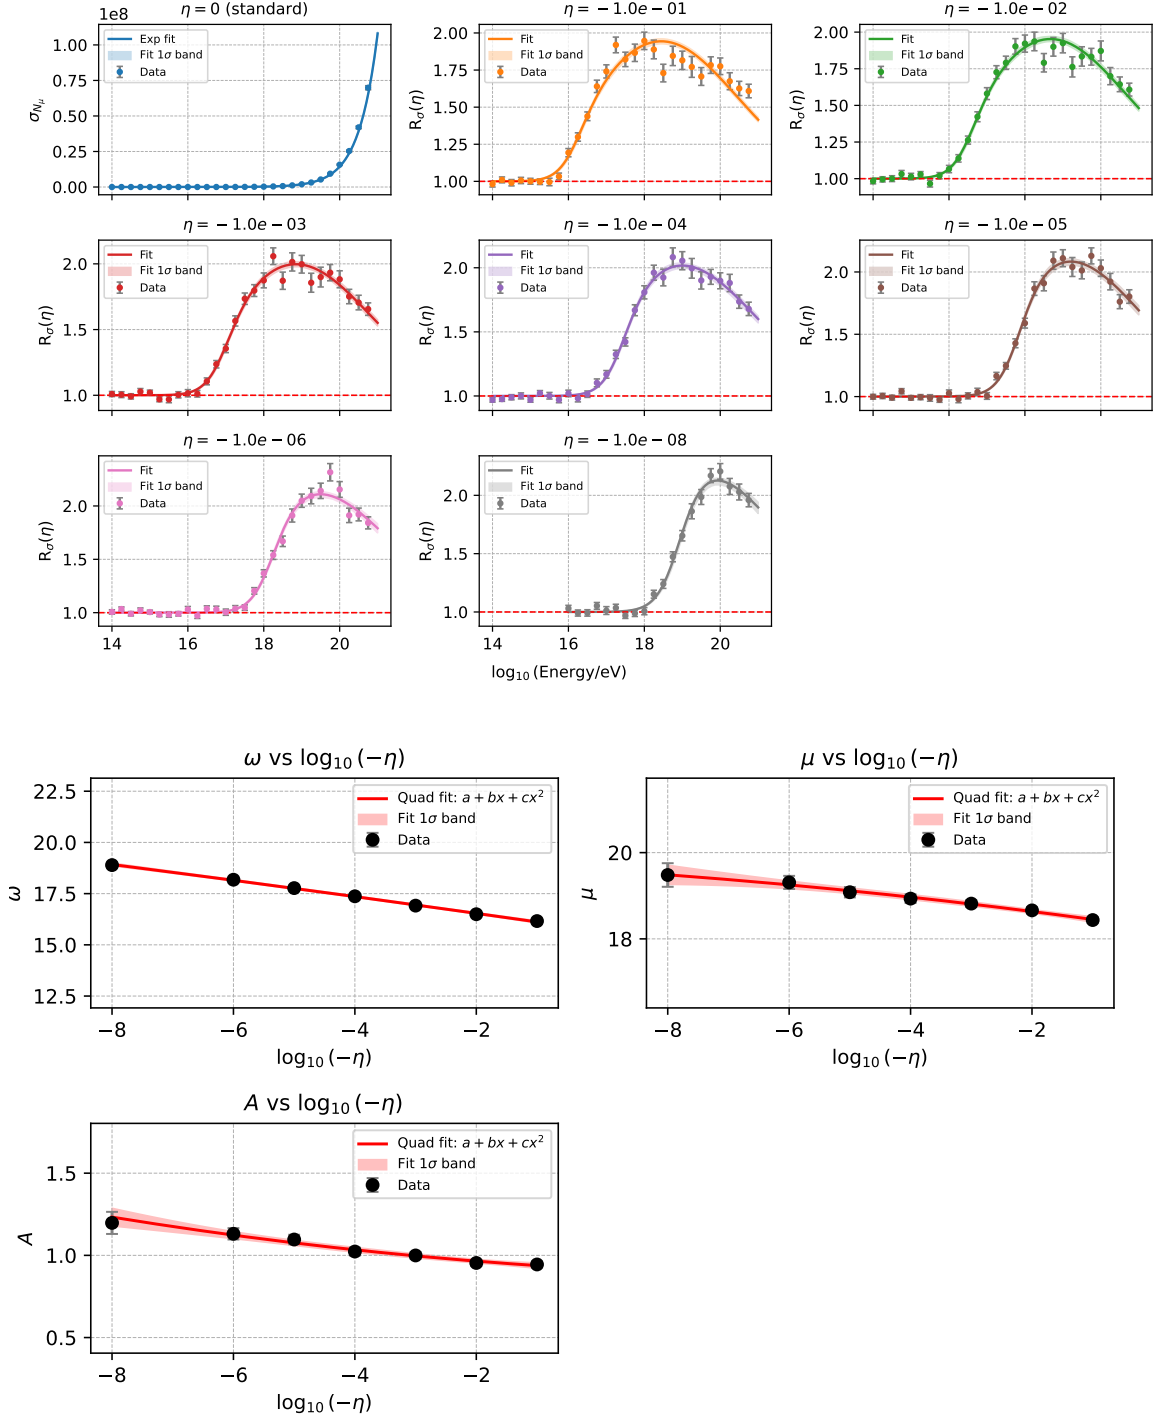 η = 0 (standard)
1e8
1.00
0.75
0.50
0.25
0.00
σ_{N_μ}
Exp fit
Fit 1σ band
Data
η = −1.0e − 01
2.00
1.75
1.50
1.25
1.00
R_σ(η)
Fit
Fit 1σ band
Data
η = −1.0e − 02
2.00
1.75
1.50
1.25
1.00
R_σ(η)
Fit
Fit 1σ band
Data
η = −1.0e − 03
2.0
1.5
1.0
R_σ(η)
Fit
Fit 1σ band
Data
η = −1.0e − 04
2.0
1.5
1.0
R_σ(η)
Fit
Fit 1σ band
Data
η = −1.0e − 05
2.0
1.5
1.0
R_σ(η)
Fit
Fit 1σ band
Data
η = −1.0e − 06
2.0
1.5
1.0
R_σ(η)
Fit
Fit 1σ band
Data
14 16 18 20
η = −1.0e − 08
2.0
1.5
1.0
R_σ(η)
Fit
Fit 1σ band
Data
14 16 18 20
log₁₀ (Energy/eV)
ω vs log₁₀ (−η)
22.5
20.0
17.5
15.0
12.5
ω
Quad fit: a + bx + cx²
Fit 1σ band
Data
−8 −6 −4 −2
log₁₀ (−η)
μ vs log₁₀ (−η)
20
18
μ
Quad fit: a + bx + cx²
Fit 1σ band
Data
−8 −6 −4 −2
log₁₀ (−η)
A vs log₁₀ (−η)
1.5
1.0
0.5
A
Quad fit: a + bx + cx²
Fit 1σ band
Data
−8 −6 −4 −2
log₁₀ (−η)